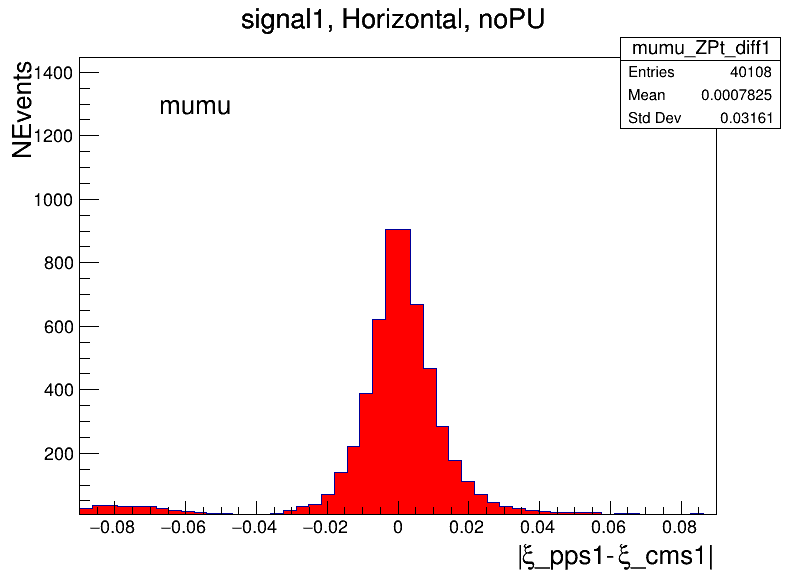 signal1, Horizontal, noPU
mumu_ZPt_diff1
Entries 40108
Mean 0.0007825
Std Dev 0.03161
NEvents
mumu
1400
1200
1000
800
600
400
200
−0.08 −0.06 −0.04 −0.02 0 0.02 0.04 0.06 0.08
|ξ_pps1-ξ_cms1|